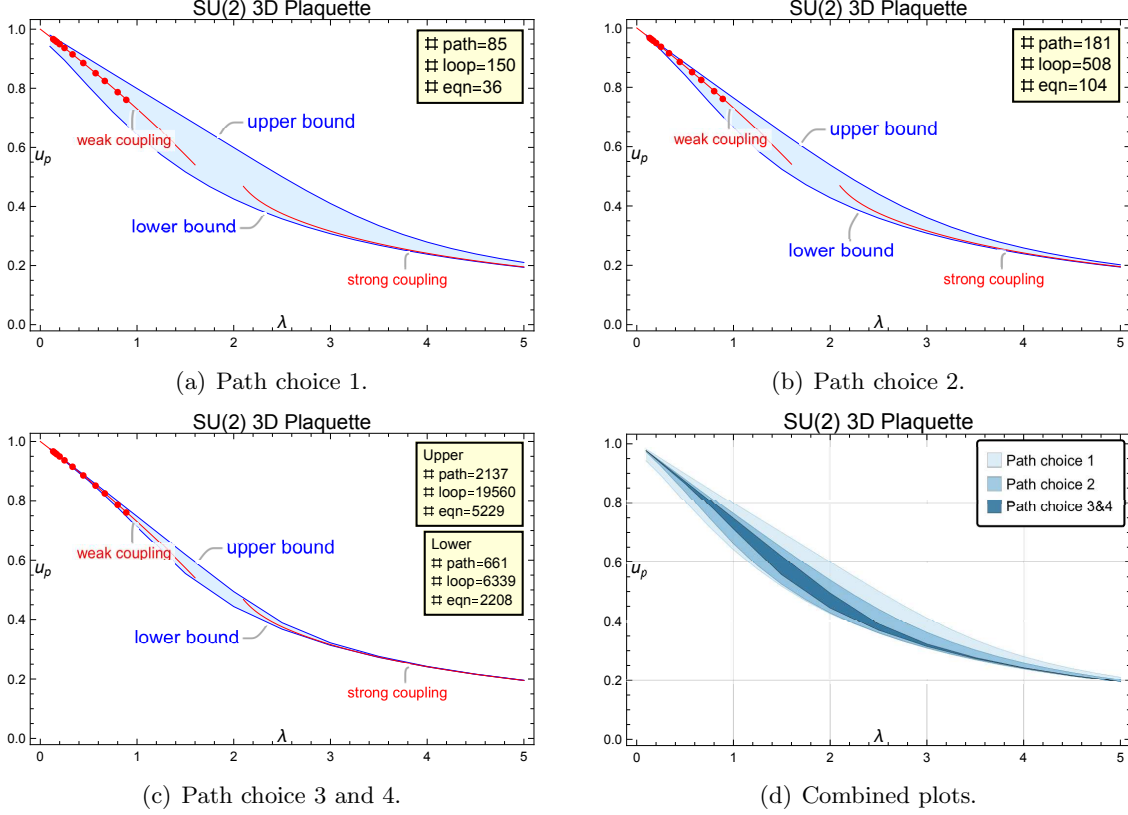 SU(2) 3D Plaquette
1.0
0.8
0.6
0.4
0.2
0.0
u_p
0 1 2 3 4 5
λ
# path=85
# loop=150
# eqn=36
upper bound
weak coupling
lower bound
strong coupling
(a) Path choice 1.
SU(2) 3D Plaquette
1.0
0.8
0.6
0.4
0.2
0.0
u_p
0 1 2 3 4 5
λ
# path=181
# loop=508
# eqn=104
upper bound
weak coupling
lower bound
strong coupling
(b) Path choice 2.
SU(2) 3D Plaquette
1.0
0.8
0.6
0.4
0.2
0.0
u_p
0 1 2 3 4 5
λ
Upper
# path=2137
# loop=19560
# eqn=5229
Lower
# path=661
# loop=6339
# eqn=2208
upper bound
weak coupling
lower bound
strong coupling
(c) Path choice 3 and 4.
SU(2) 3D Plaquette
1.0
0.8
0.6
0.4
0.2
0.0
u_p
0 1 2 3 4 5
λ
Path choice 1
Path choice 2
Path choice 3&4
(d) Combined plots.